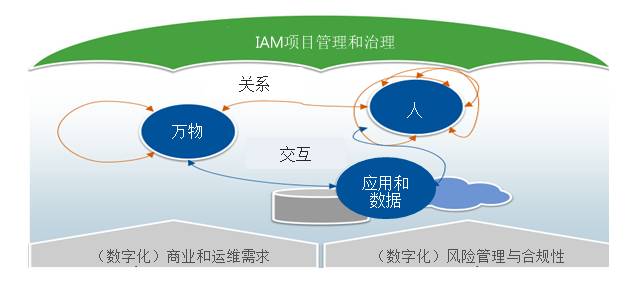 IAM项目管理和治理
关系
人
万物
交互
应用和
数据
（数字化）商业和运维需求
（数字化）风险管理与合规性